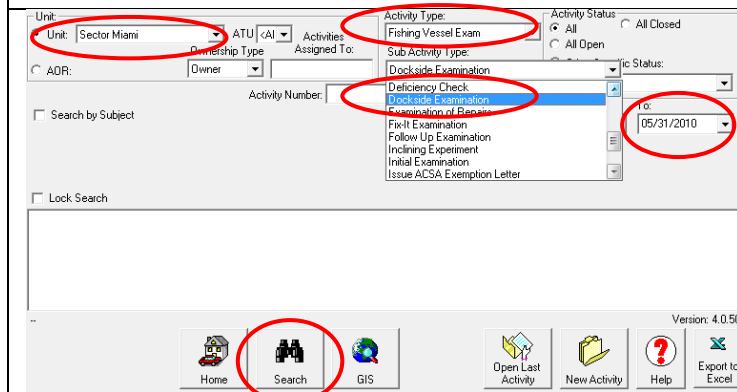 Unit:
Unit: Sector Miami ATU <Al Activities Assigned To:
Ownership Type
AOR: Owner
Activity Number:
Search by Subject
Activity Type:
Fishing Vessel Exam
Sub Activity Type:
Dockside Examination
Deficiency Check
Dockside Examination
Examination of Repairs
Fix-It Examination
Follow Up Examination
Inclining Experiment
Initial Examination
Issue ACSA Exemption Letter
Activity Status
All
All Closed
All Open
Status:
To:
05/31/2010
Lock Search
--
Version: 4.0.50
Home
Search
GIS
Open Last
Activity
New Activity
Help
Export to
Excel